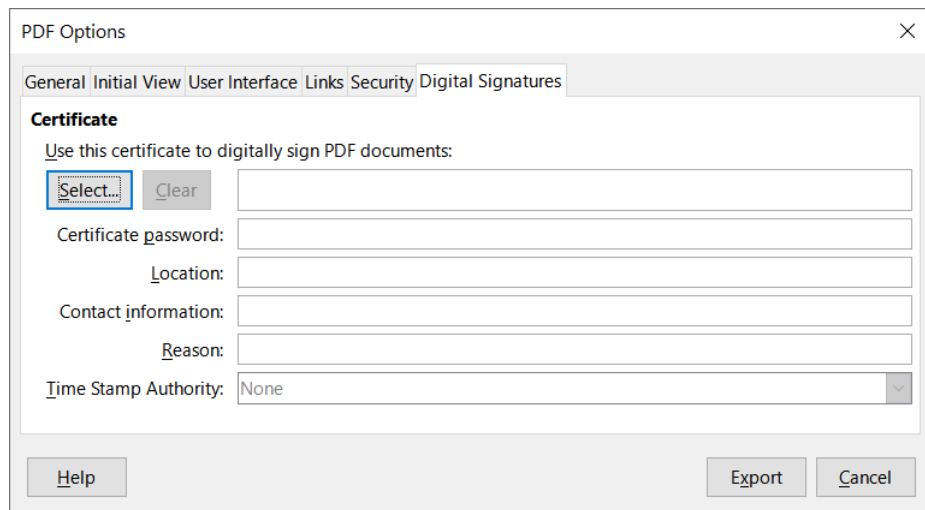 PDF Options
General Initial View User Interface Links Security Digital Signatures
Certificate
Use this certificate to digitally sign PDF documents:
Select... Clear
Certificate password:
Location:
Contact information:
Reason:
Time Stamp Authority: None
Help Export Cancel